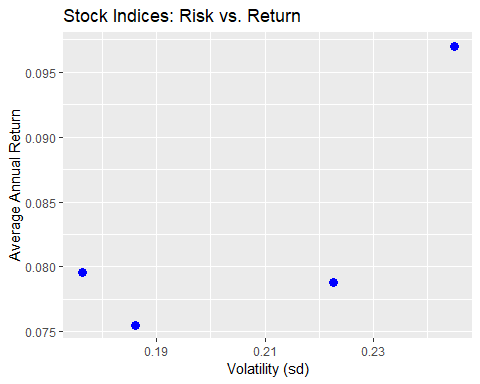 Stock Indices: Risk vs. Return
Average Annual Return
0.095
0.090
0.085
0.080
0.075
0.19 0.21 0.23
Volatility (sd)